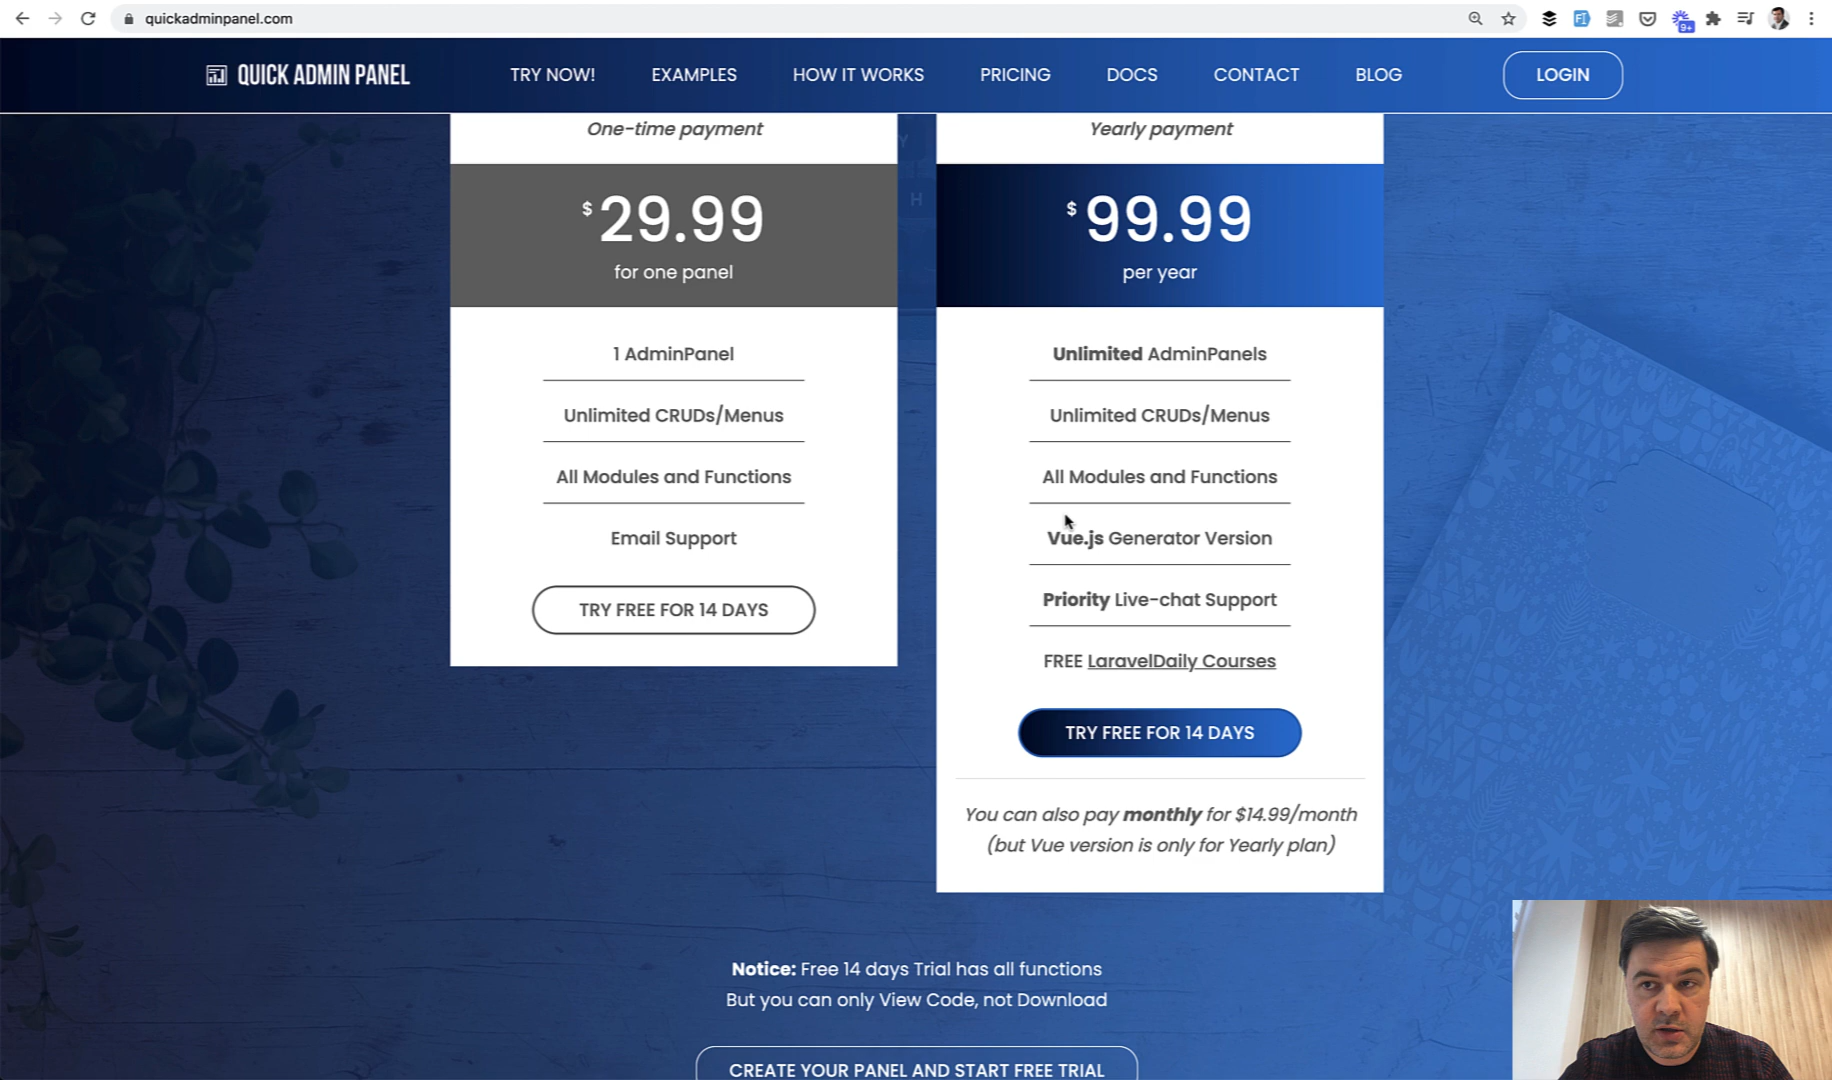 quickadminpanel.com
9+
QUICK ADMIN PANEL
TRY NOW!
EXAMPLES
HOW IT WORKS
PRICING
DOCS
CONTACT
BLOG
LOGIN
One-time payment
$29.99
for one panel
1 AdminPanel
Unlimited CRUDs/Menus
All Modules and Functions
Email Support
TRY FREE FOR 14 DAYS
Yearly payment
$99.99
per year
Unlimited AdminPanels
Unlimited CRUDs/Menus
All Modules and Functions
Vue.js Generator Version
Priority Live-chat Support
FREE LaravelDaily Courses
TRY FREE FOR 14 DAYS
You can also pay monthly for $14.99/month
(but Vue version is only for Yearly plan)
Notice: Free 14 days Trial has all functions
But you can only View Code, not Download
CREATE YOUR PANEL AND START FREE TRIAL